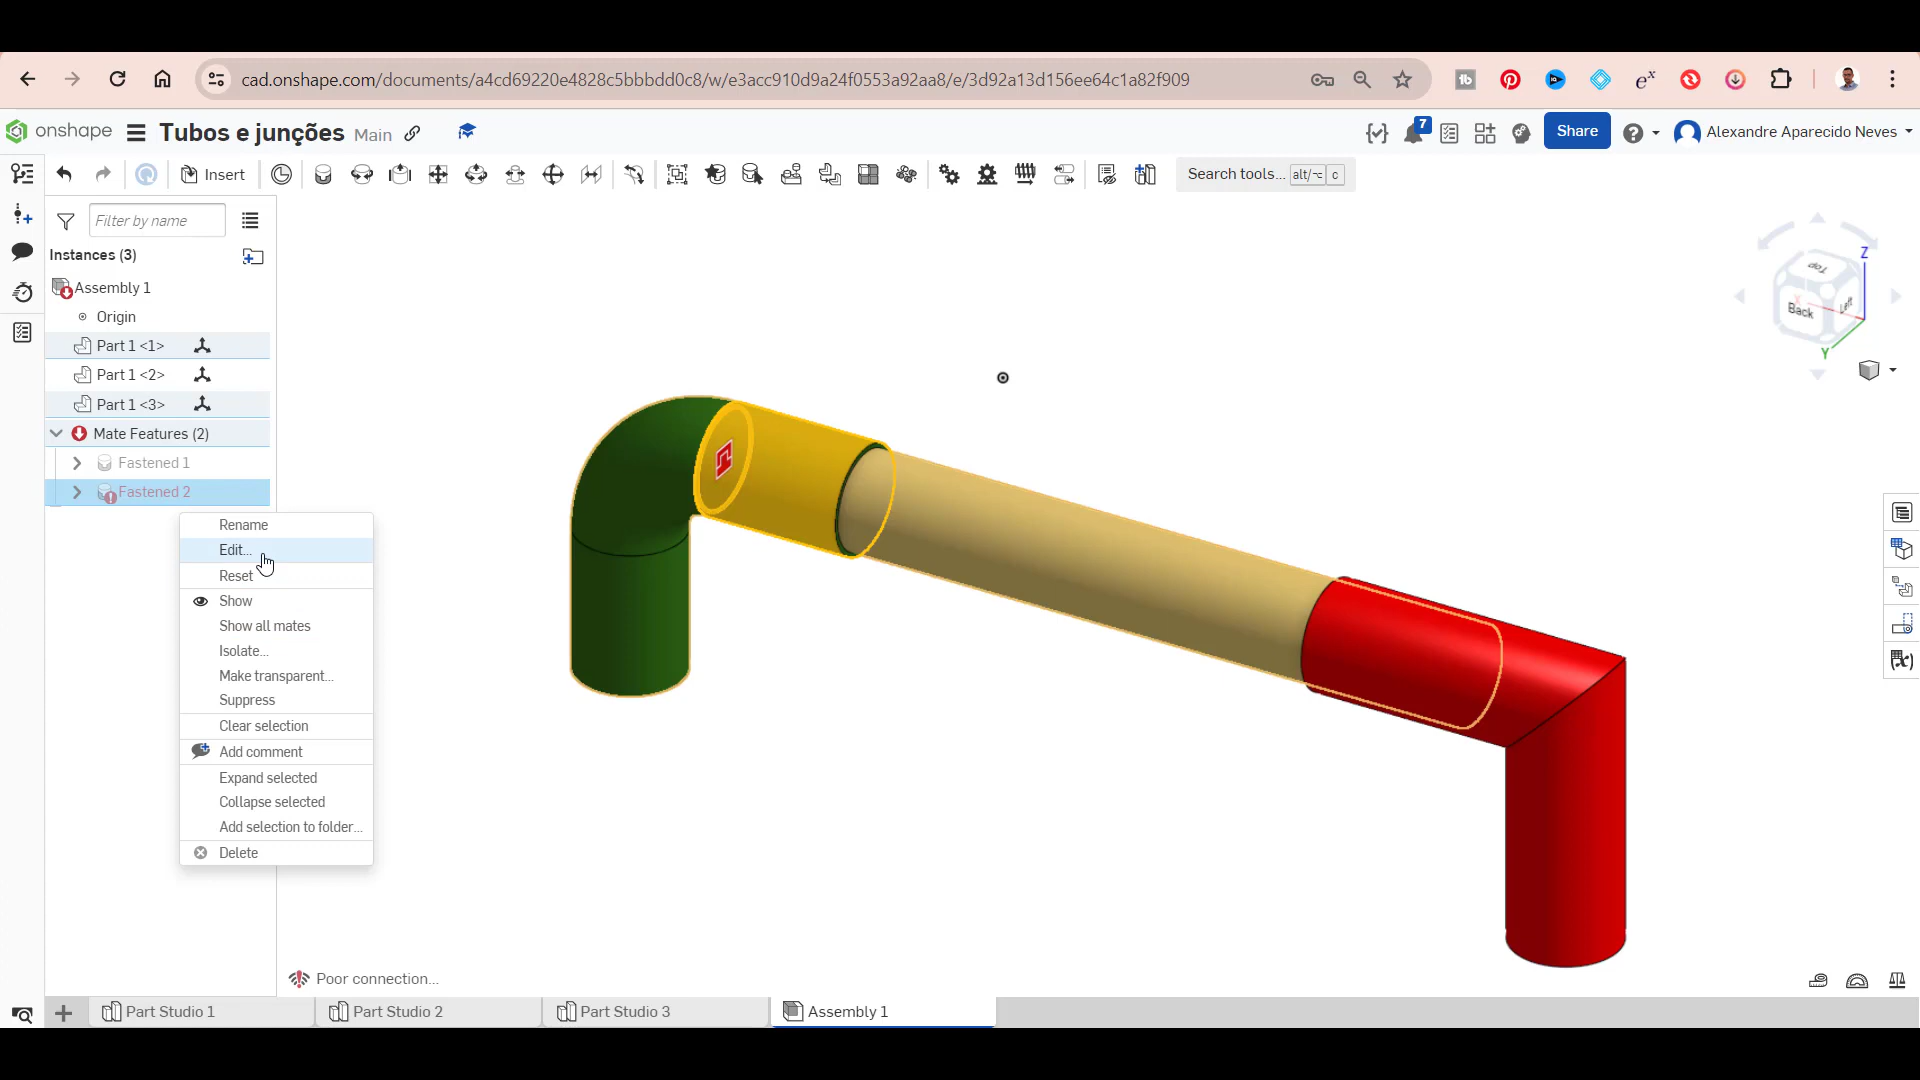 cad.onshape.com/documents/a4cd69220e4828c5bbbdd0c8/w/e3acc910d9a24f0553a92aa8/e/3d92a13d156ee64c1a82f909
onshape Tubos e junções Main 7 Share Alexandre Aparecido Neves
Insert Search tools... alt/⌥ c
Filter by name
Instances (3)
Assembly 1
Origin
Part 1 <1>
Part 1 <2>
Part 1 <3>
Mate Features (2)
Fastened 1
Fastened 2
Rename
Edit...
Reset
Show
Show all mates
Isolate...
Make transparent...
Suppress
Clear selection
Add comment
Expand selected
Collapse selected
Add selection to folder...
Delete
Z
Top
X
Back
Left
Y
Poor connection...
Part Studio 1
Part Studio 2
Part Studio 3
Assembly 1